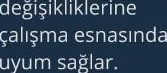 değişikliklerine
çalışma esnasında
uyum sağlar.